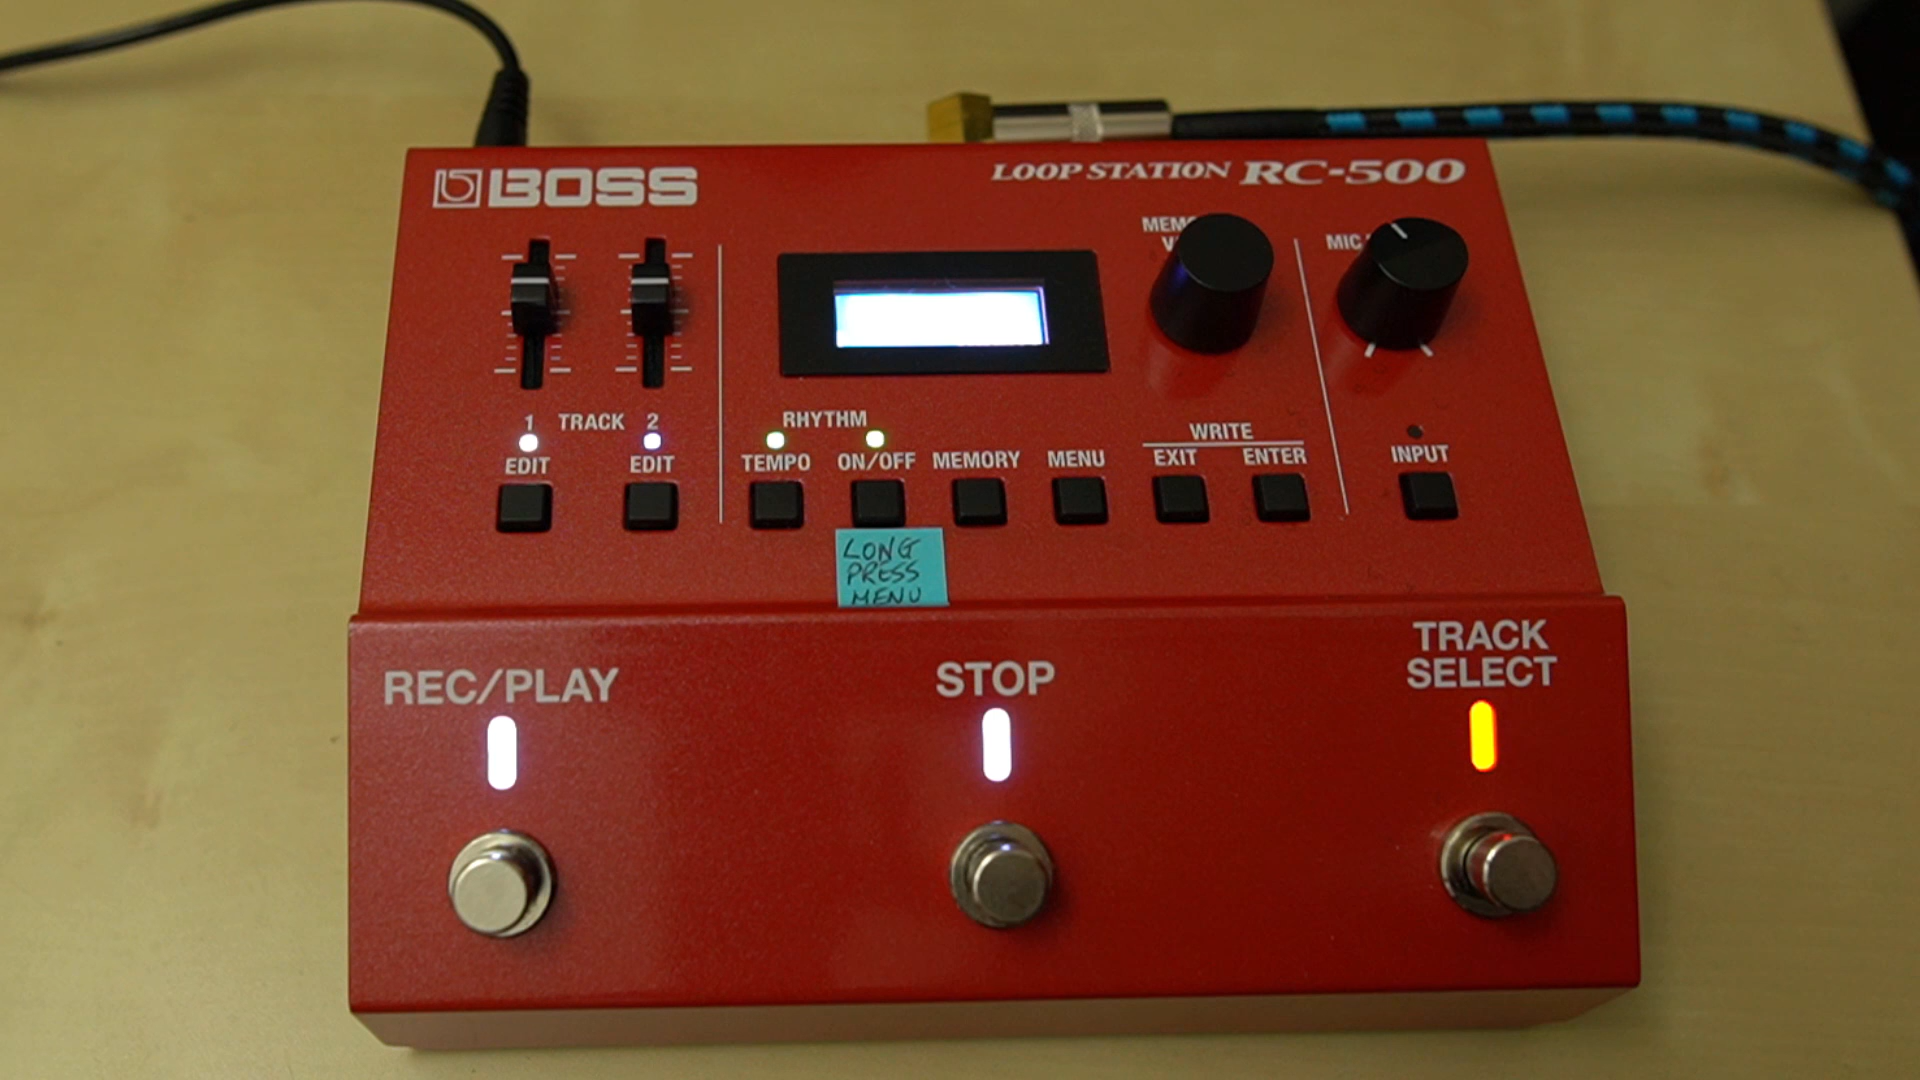 BOSS
LOOP STATION RC-500
MIC
1 TRACK 2
EDIT EDIT
RHYTHM
TEMPO ON/OFF MEMORY MENU
WRITE
EXIT ENTER
INPUT
LONG
PRESS
MENU
REC/PLAY
STOP
TRACK
SELECT